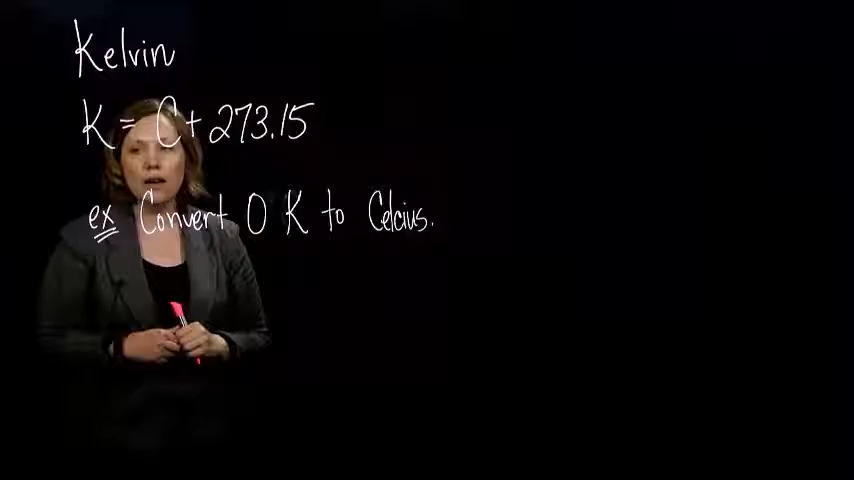 Kelvin
K = C + 273.15
ex Convert 0 K to Celcius.